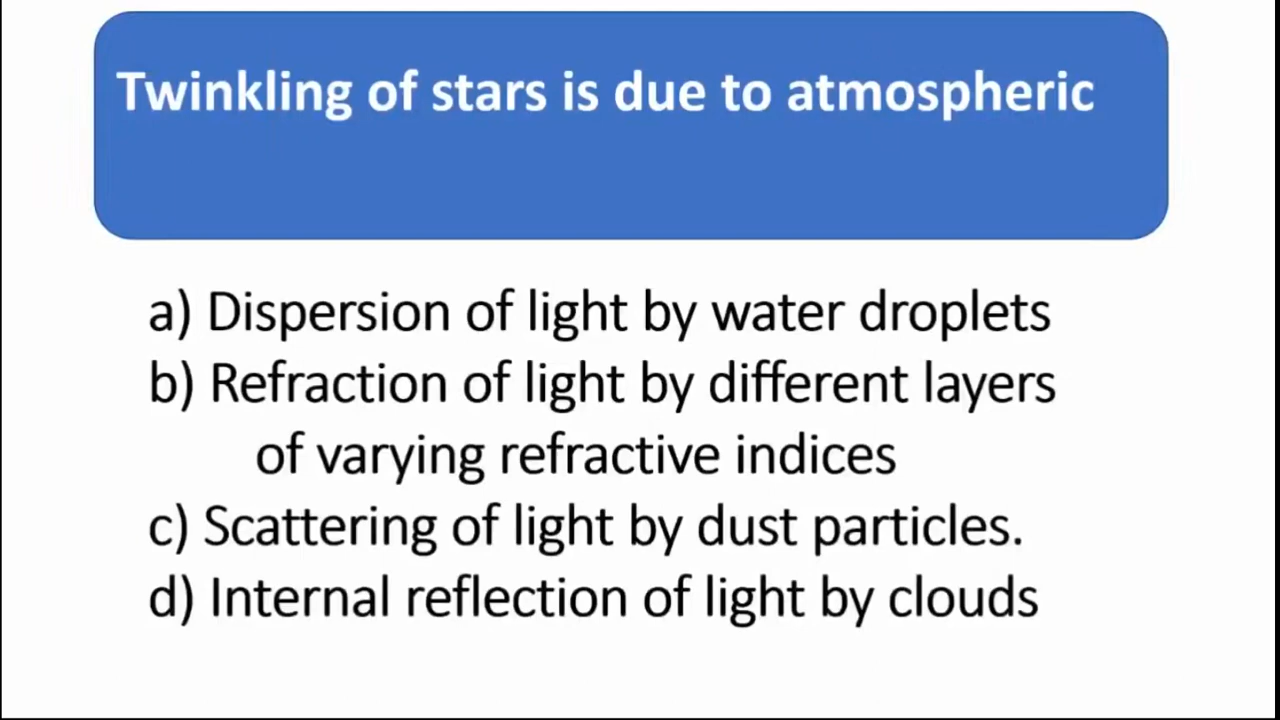 Twinkling of stars is due to atmospheric
a) Dispersion of light by water droplets
b) Refraction of light by different layers
of varying refractive indices
c) Scattering of light by dust particles.
d) Internal reflection of light by clouds